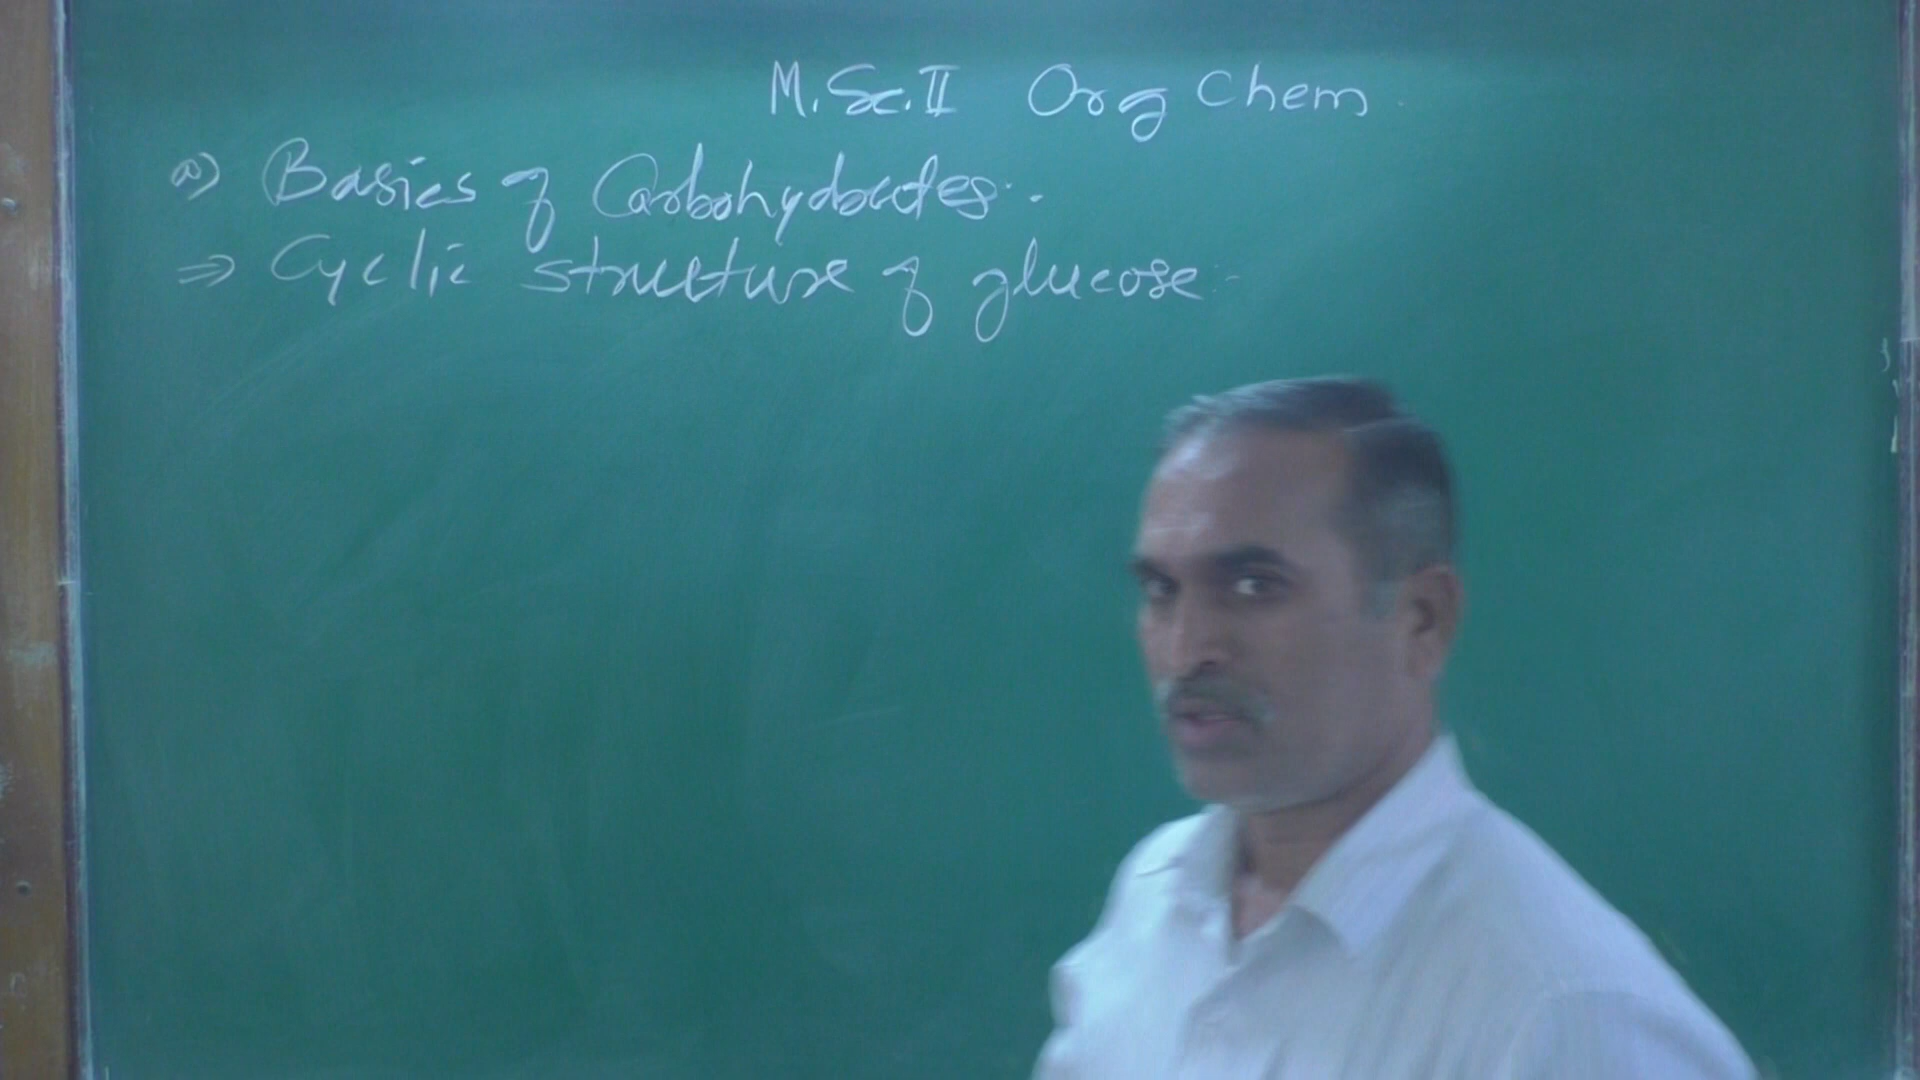 M.Sc.II Org Chem.
a) Basics of Carbohydrates:-
⇒ Cyclic structure of glucose:-